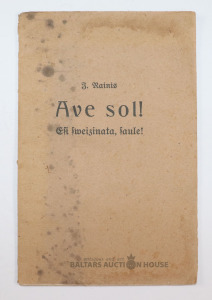 J. Rainis
Ave sol!
Esi sweizinata, saule!
BALTARS AUCTION HOUSE